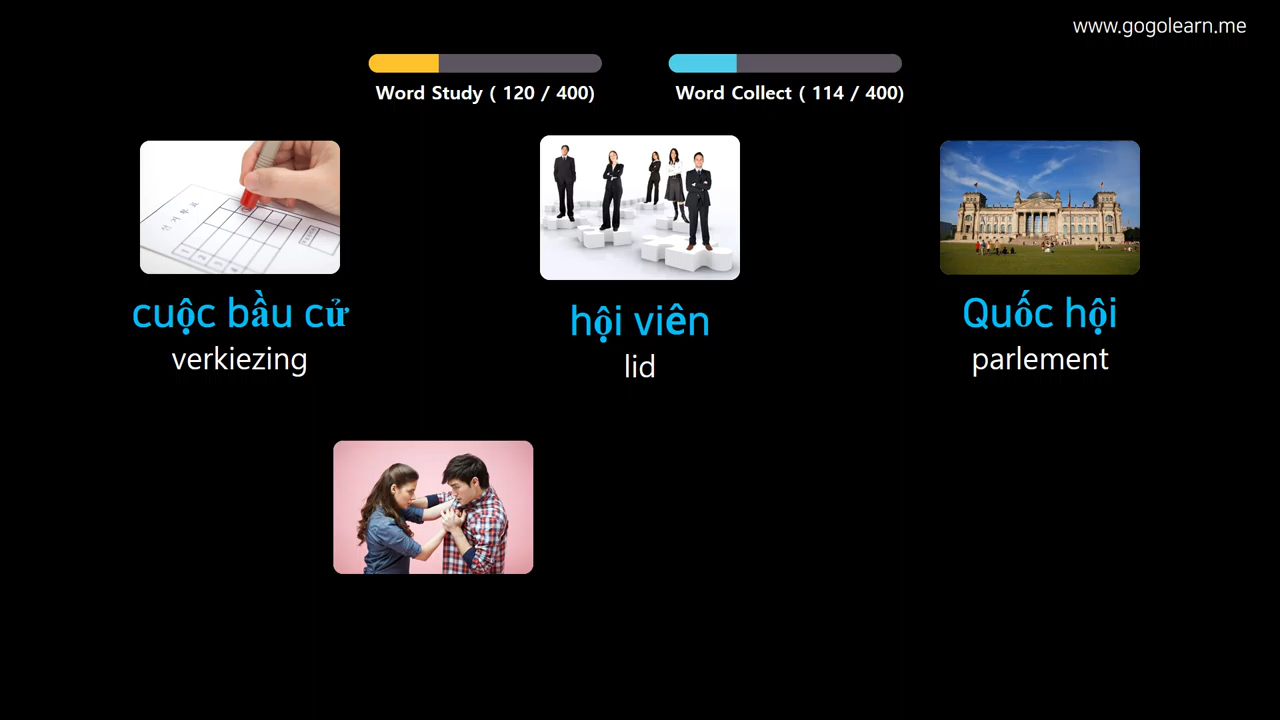 www.gogolearn.me
Word Study ( 120 / 400)
Word Collect ( 114 / 400)
cuộc bầu cử
verkiezing
hội viên
lid
Quốc hội
parlement